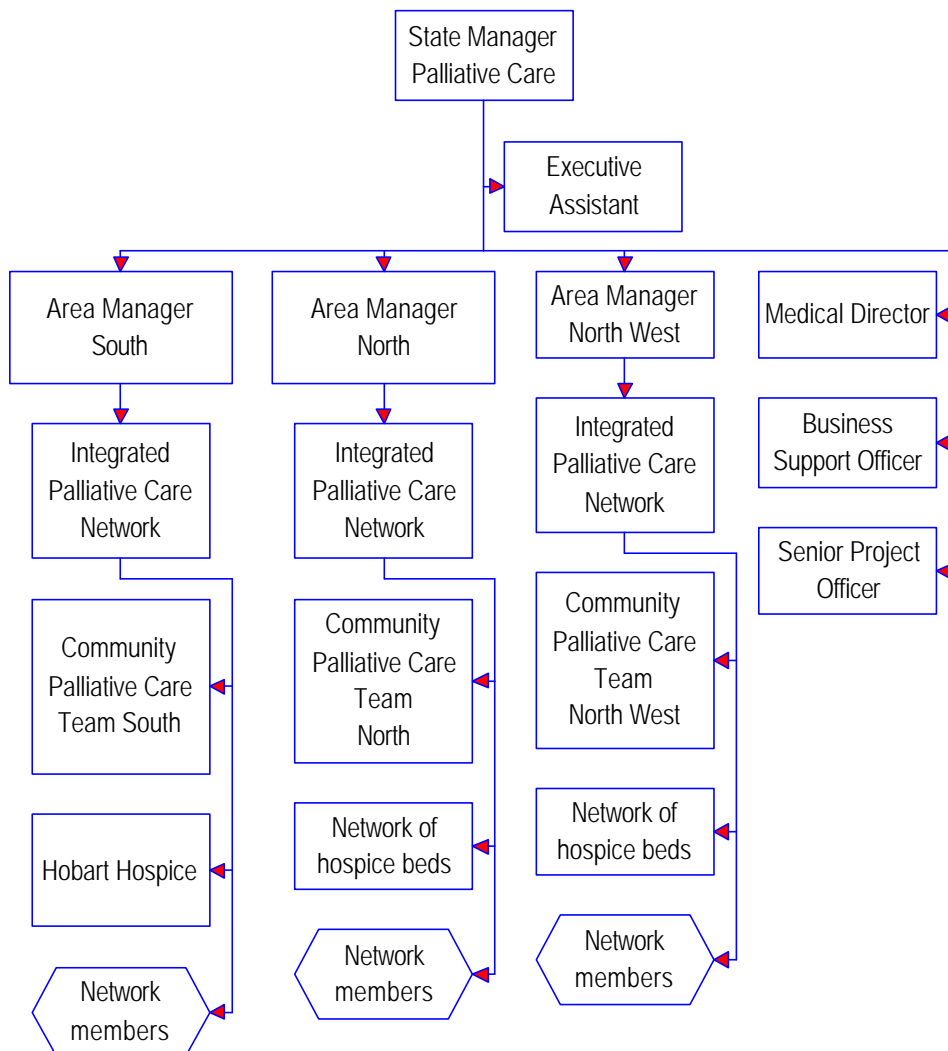 State Manager
Palliative Care
Executive
Assistant
Area Manager
South
Area Manager
North
Area Manager
North West
Medical Director
Integrated
Palliative Care
Network
Integrated
Palliative Care
Network
Integrated
Palliative Care
Network
Business
Support Officer
Senior Project
Officer
Community
Palliative Care
Team South
Community
Palliative Care
Team
North
Community
Palliative Care
Team
North West
Hobart Hospice
Network of
hospice beds
Network of
hospice beds
Network
members
Network
members
Network
members